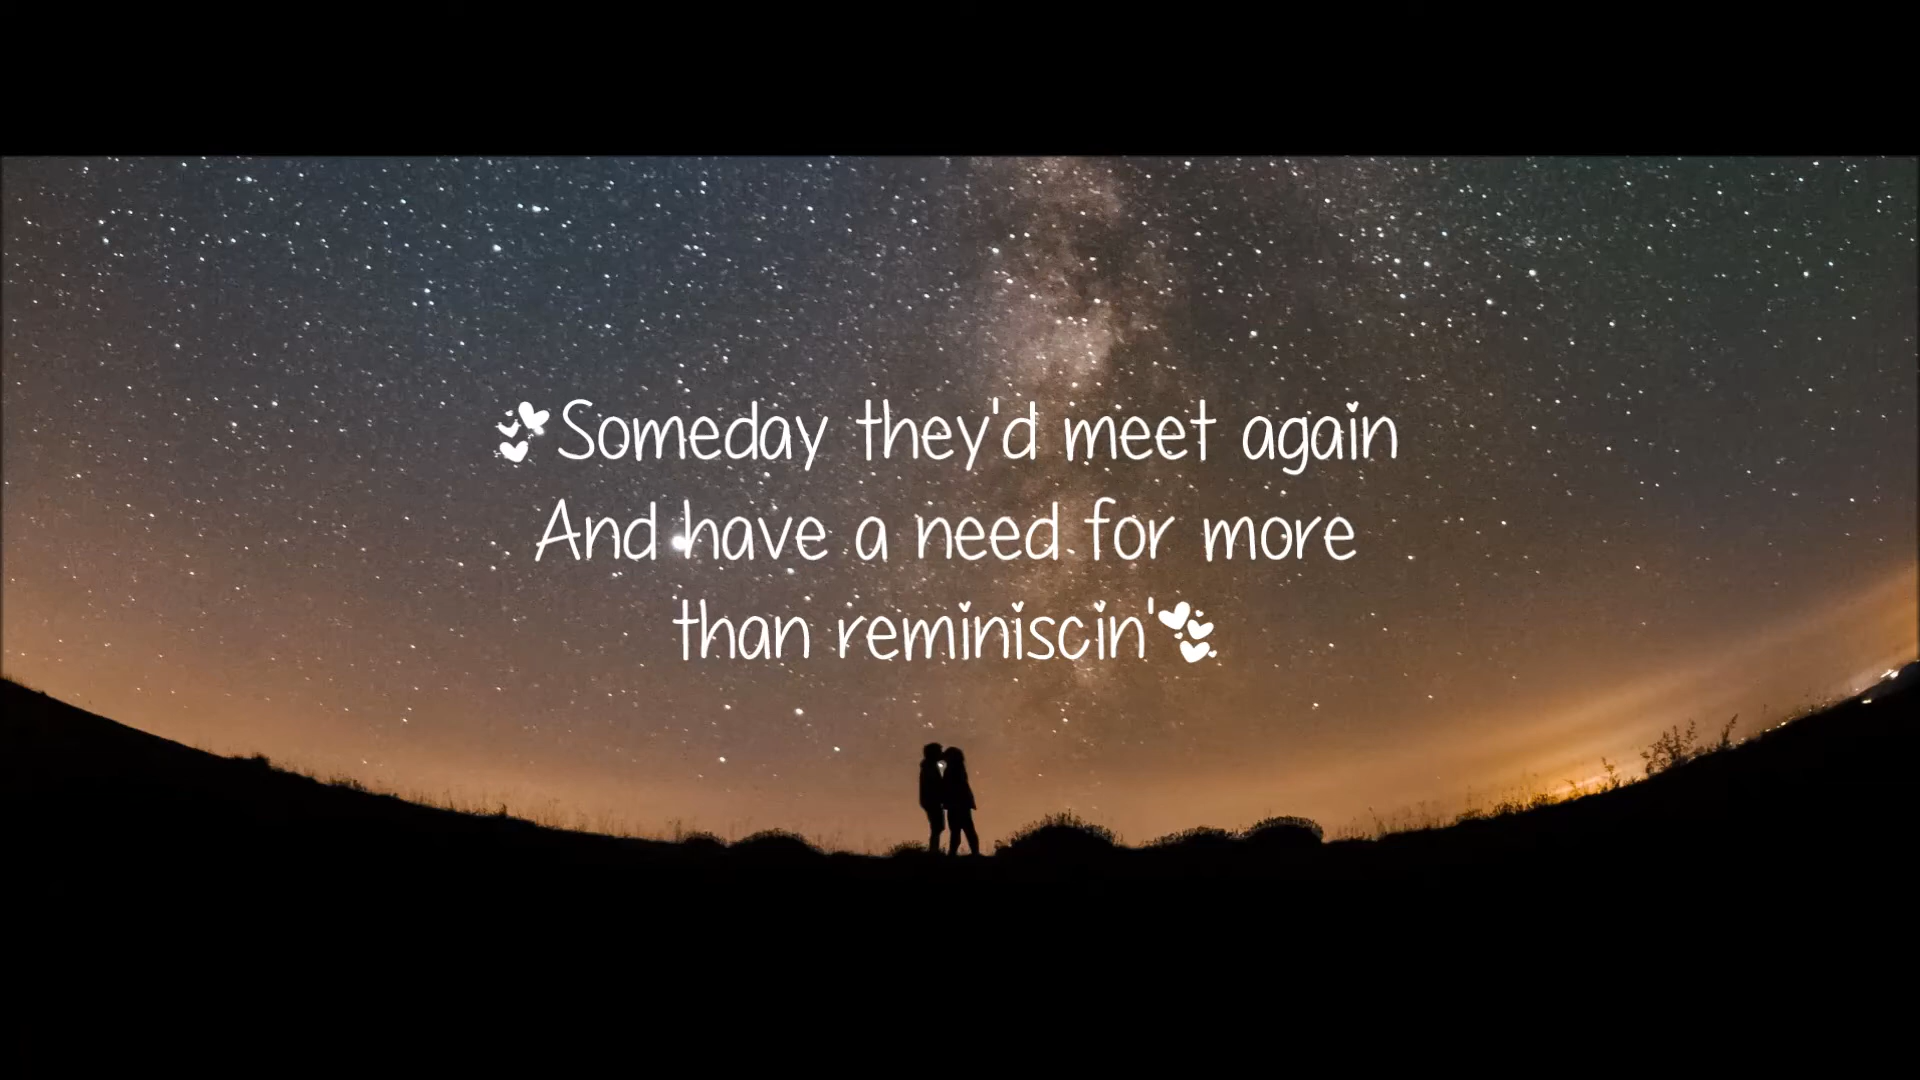 Someday they'd meet again
And have a need for more
than reminiscin'